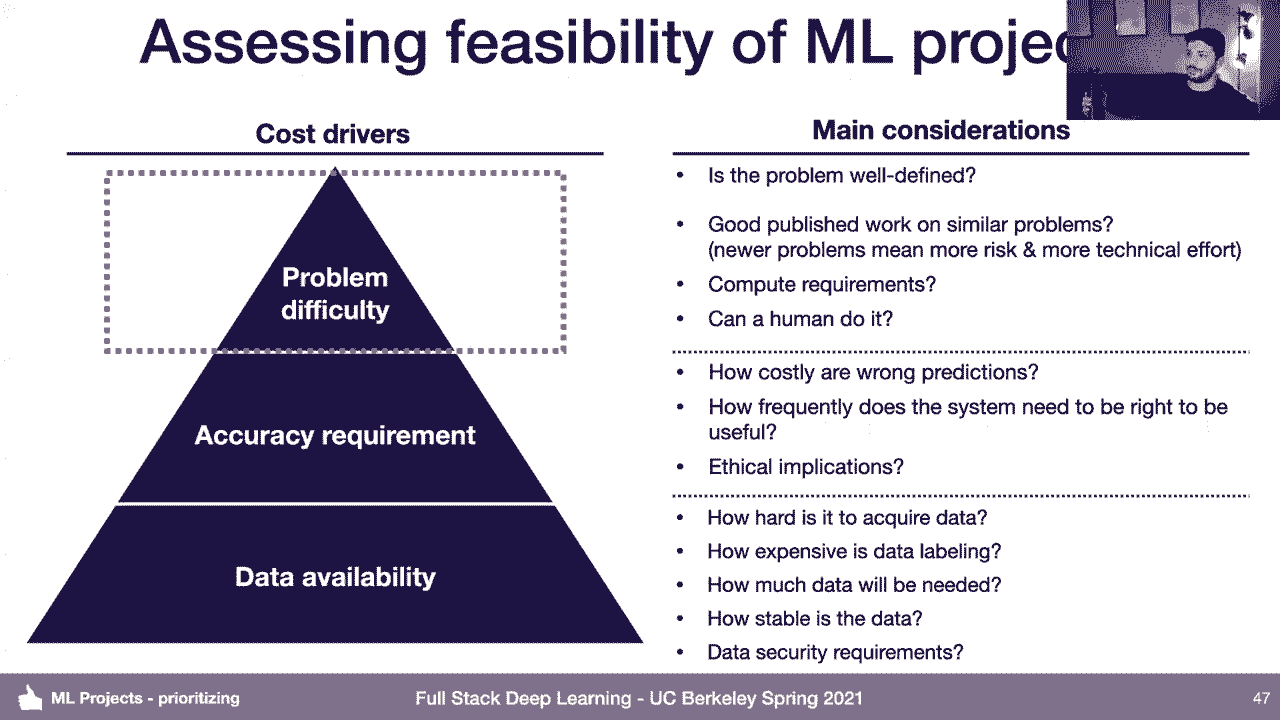 Assessing feasibility of ML projec
Cost drivers
Problem
difficulty
Accuracy requirement
Data availability
Main considerations
• Is the problem well-defined?
• Good published work on similar problems?
(newer problems mean more risk & more technical effort)
• Compute requirements?
• Can a human do it?
• How costly are wrong predictions?
• How frequently does the system need to be right to be
useful?
• Ethical implications?
• How hard is it to acquire data?
• How expensive is data labeling?
• How much data will be needed?
• How stable is the data?
• Data security requirements?
ML Projects - prioritizing
Full Stack Deep Learning - UC Berkeley Spring 2021
47